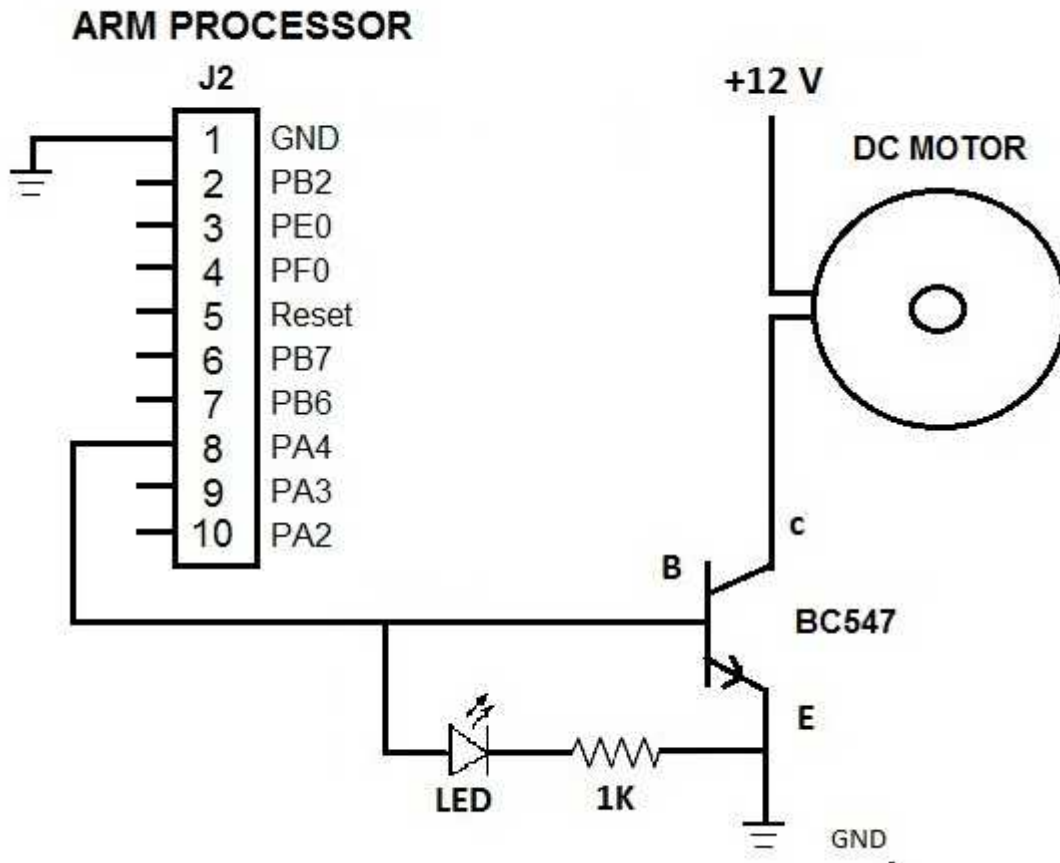 ARM PROCESSOR
J2
1 GND
2 PB2
3 PE0
4 PF0
5 Reset
6 PB7
7 PB6
8 PA4
9 PA3
10 PA2
+12 V
DC MOTOR
c
B
BC547
E
LED
1K
GND